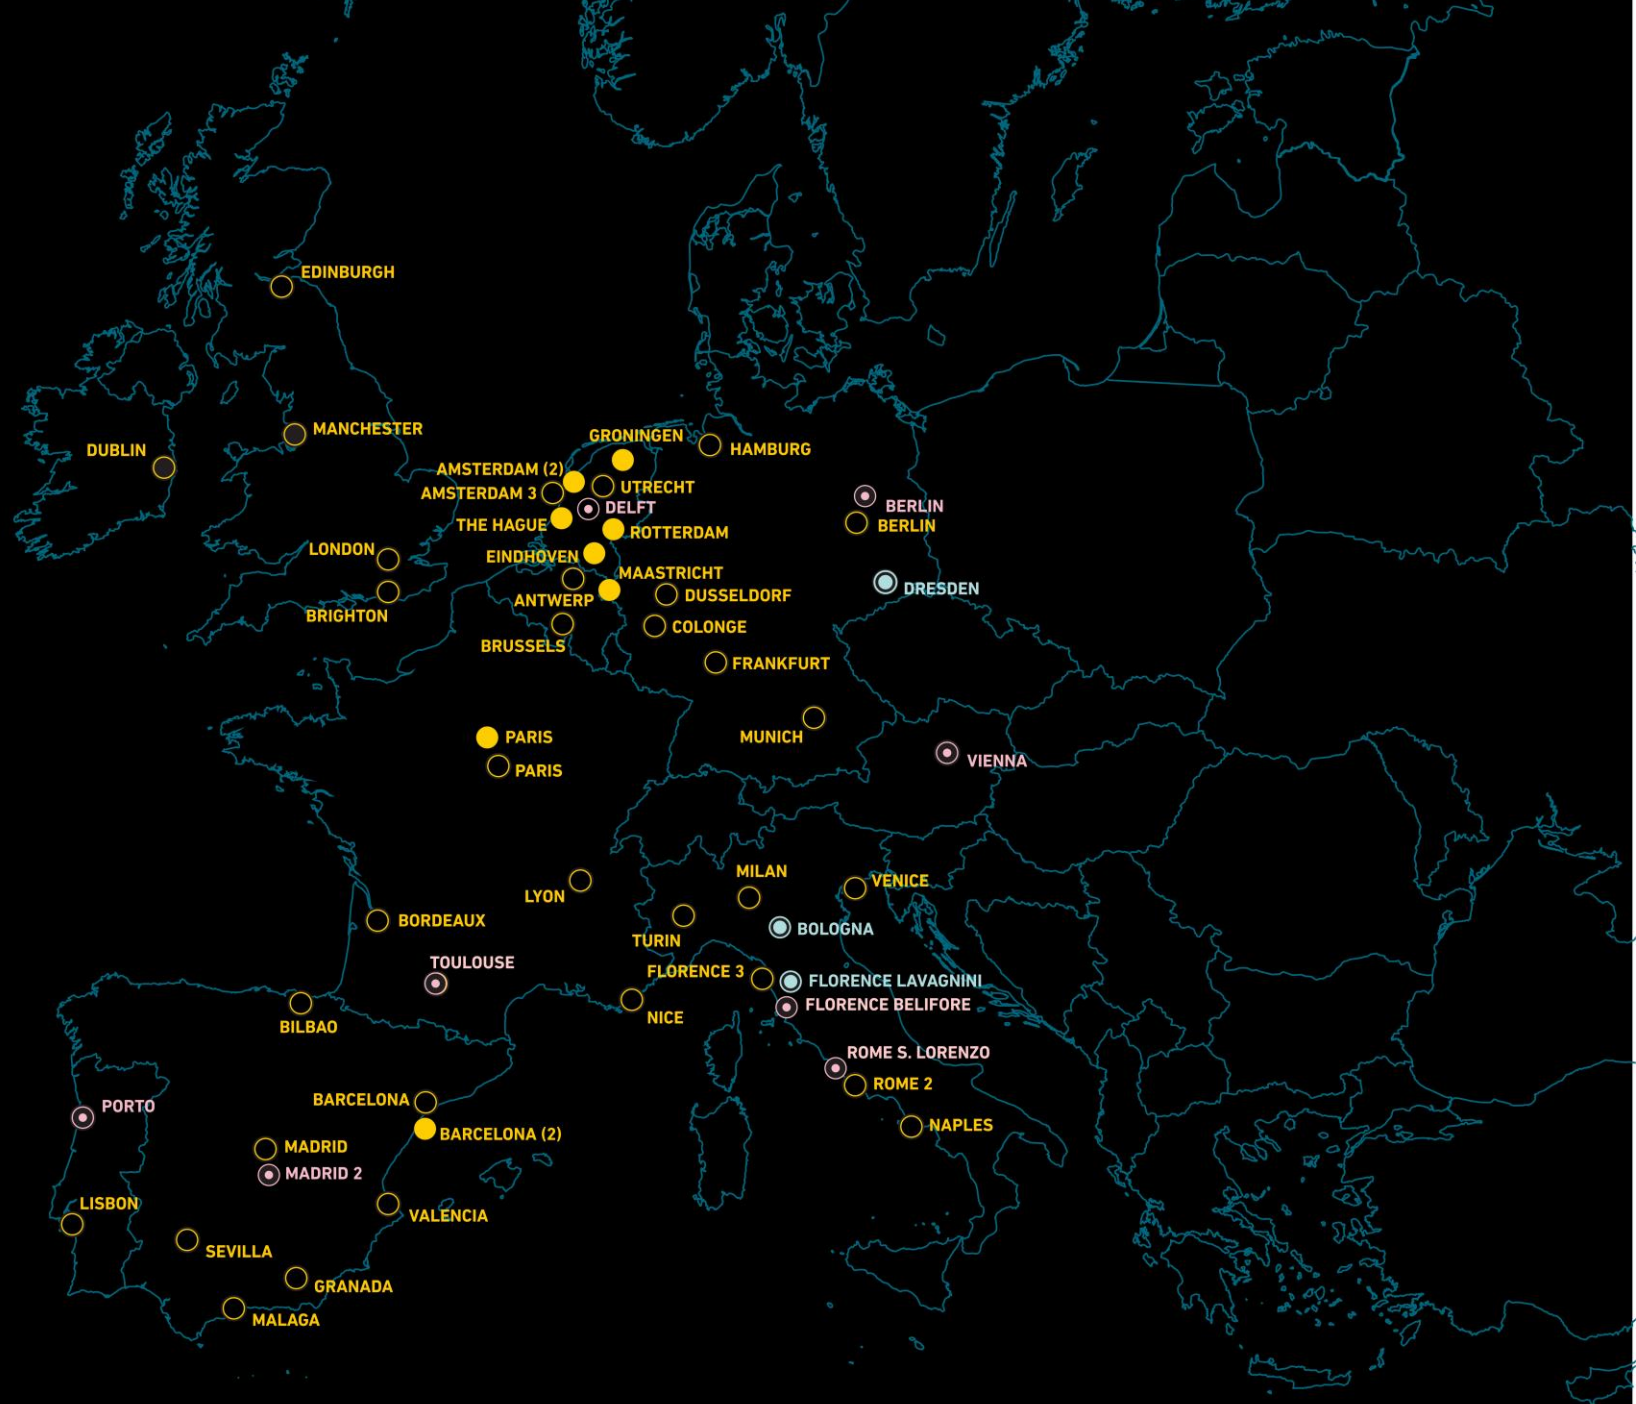 EDINBURGH
MANCHESTER
DUBLIN
GRONINGEN
HAMBURG
AMSTERDAM (2)
AMSTERDAM 3
UTRECHT
DELFT
BERLIN
THE HAGUE
BERLIN
ROTTERDAM
LONDON
EINDHOVEN
MAASTRICHT
DRESDEN
DUSSELDORF
ANTWERP
BRIGHTON
COLONGE
BRUSSELS
FRANKFURT
PARIS
MUNICH
VIENNA
PARIS
MILAN
VENICE
LYON
BORDEAUX
BOLOGNA
TURIN
TOULOUSE
FLORENCE 3
FLORENCE LAVAGNINI
FLORENCE BELIFORE
NICE
BILBAO
ROME S. LORENZO
ROME 2
BARCELONA
PORTO
NAPLES
BARCELONA (2)
MADRID
MADRID 2
LISBON
VALENCIA
SEVILLA
GRANADA
MALAGA